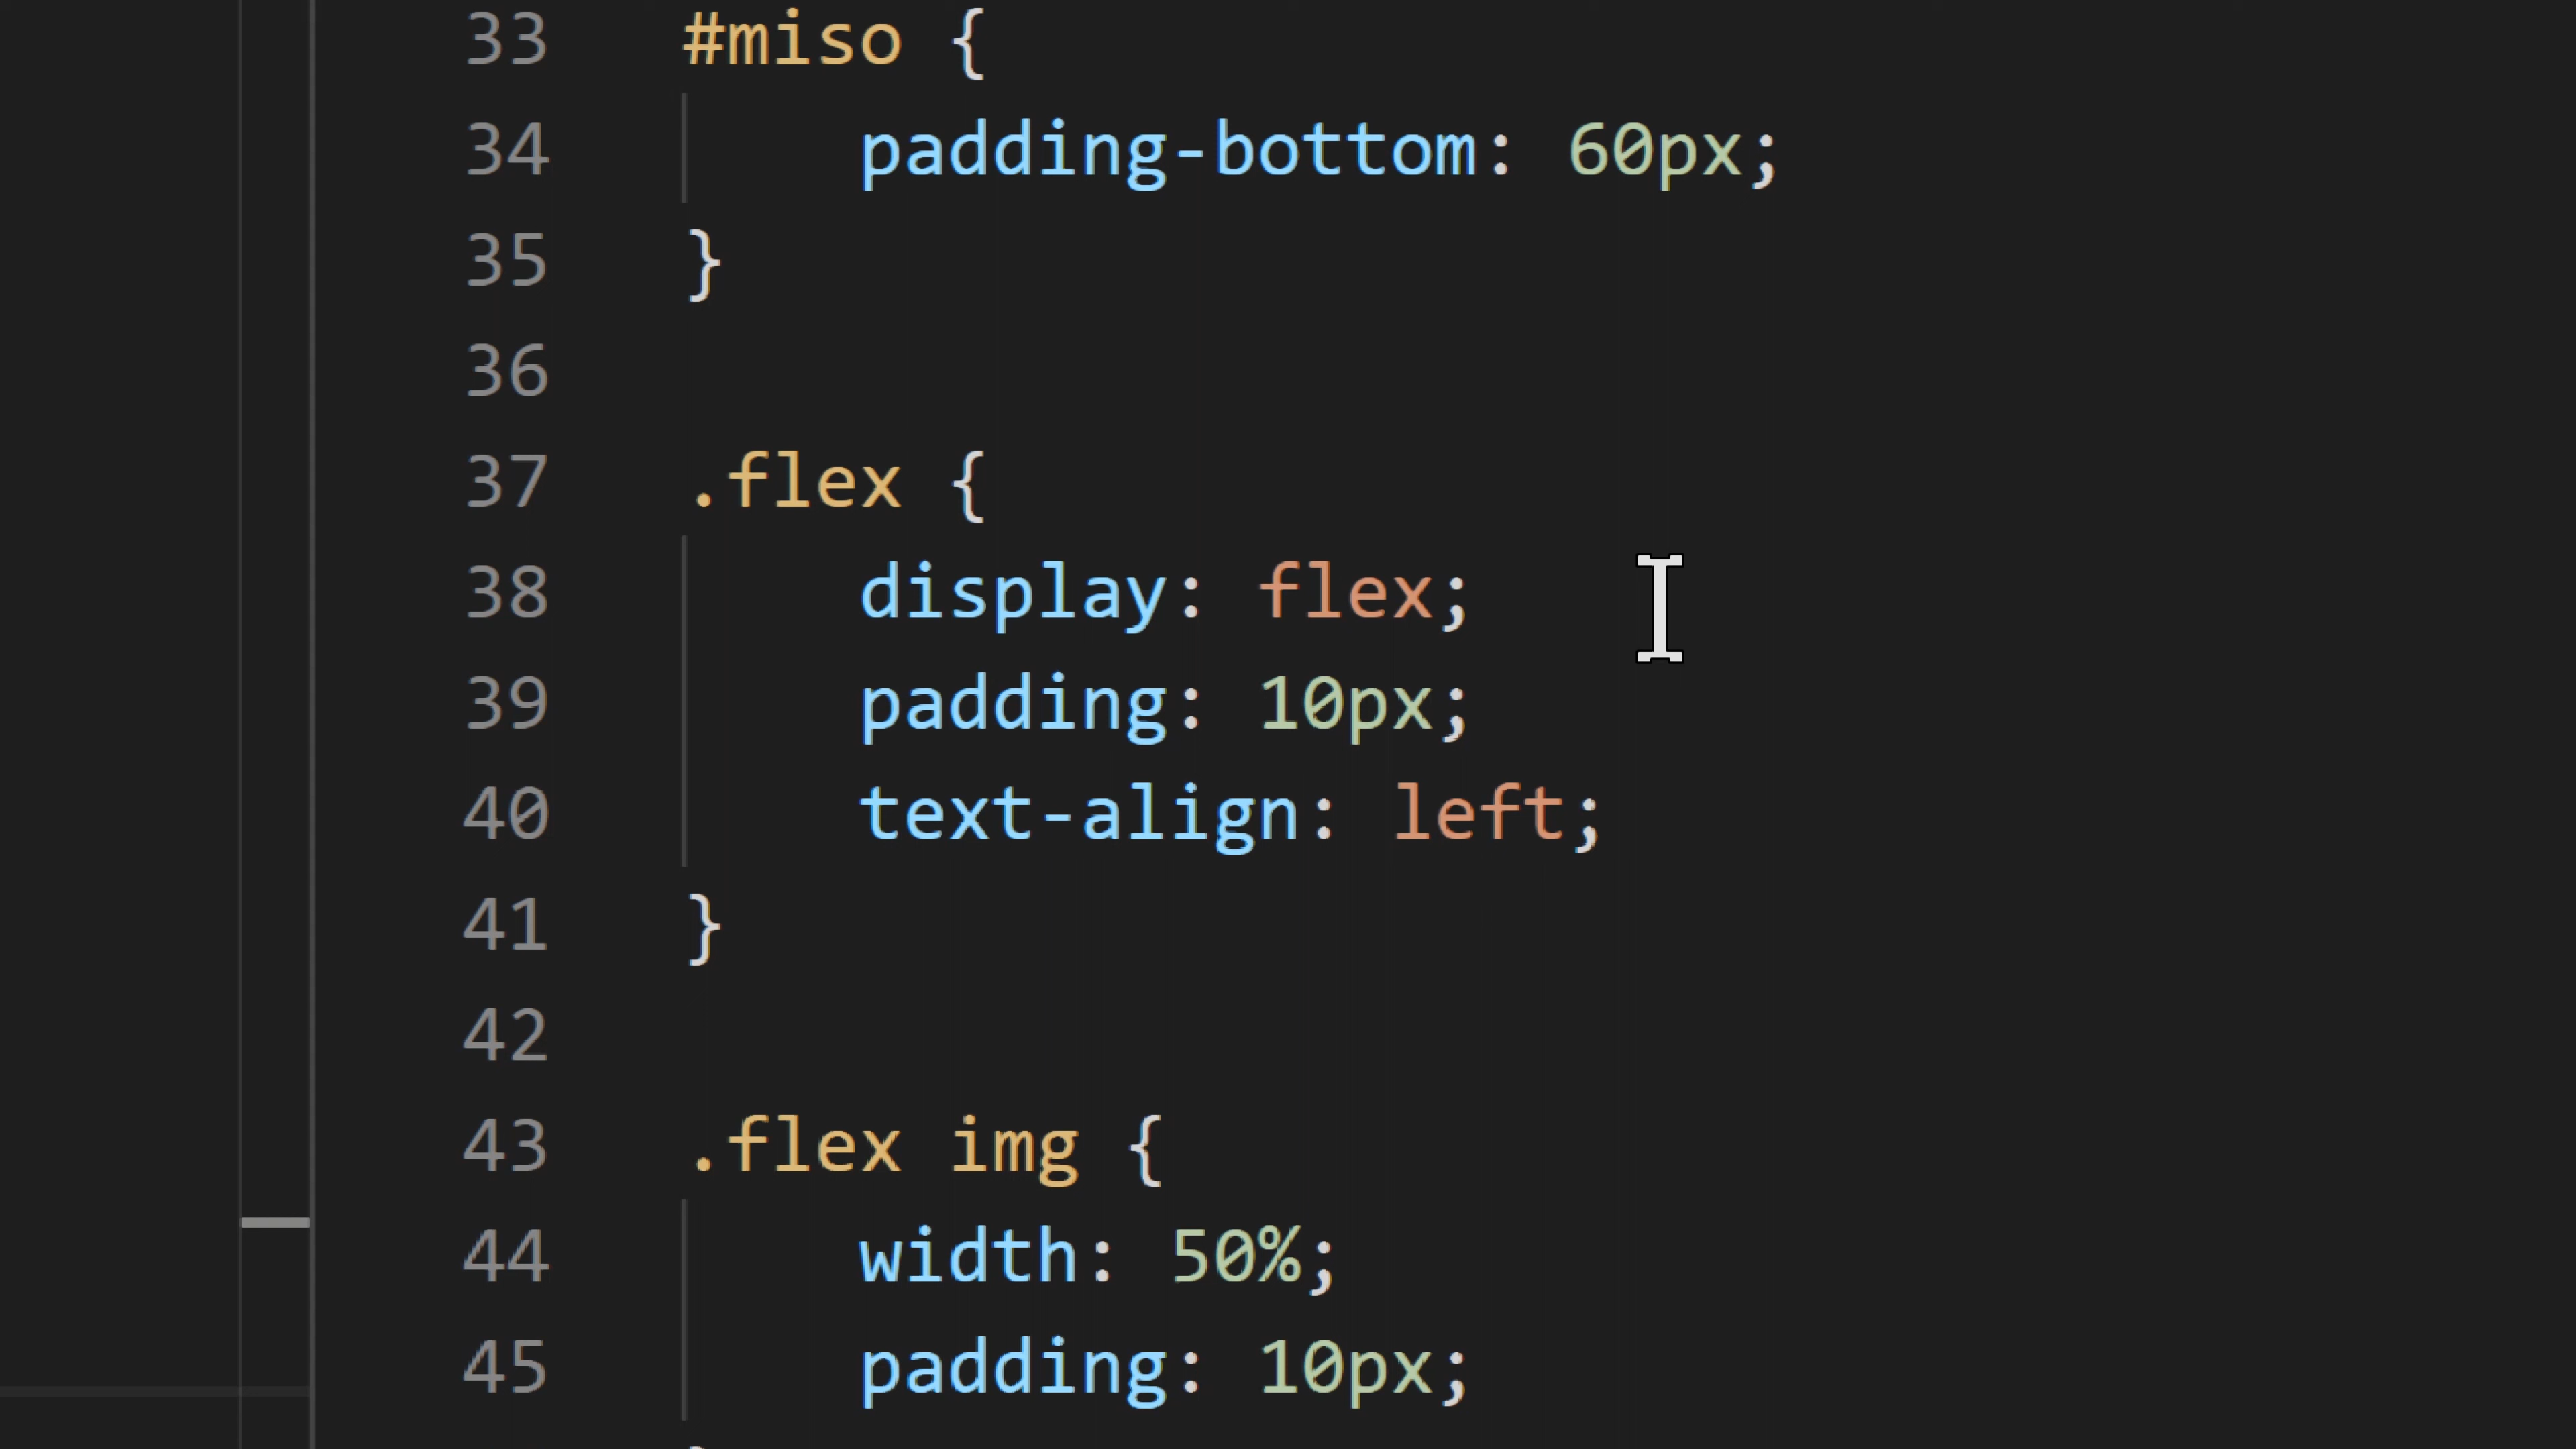 33 #miso {
34 padding-bottom: 60px;
35 }
36
37 .flex {
38 display: flex;
39 padding: 10px;
40 text-align: left;
41 }
42
43 .flex img {
44 width: 50%;
45 padding: 10px;